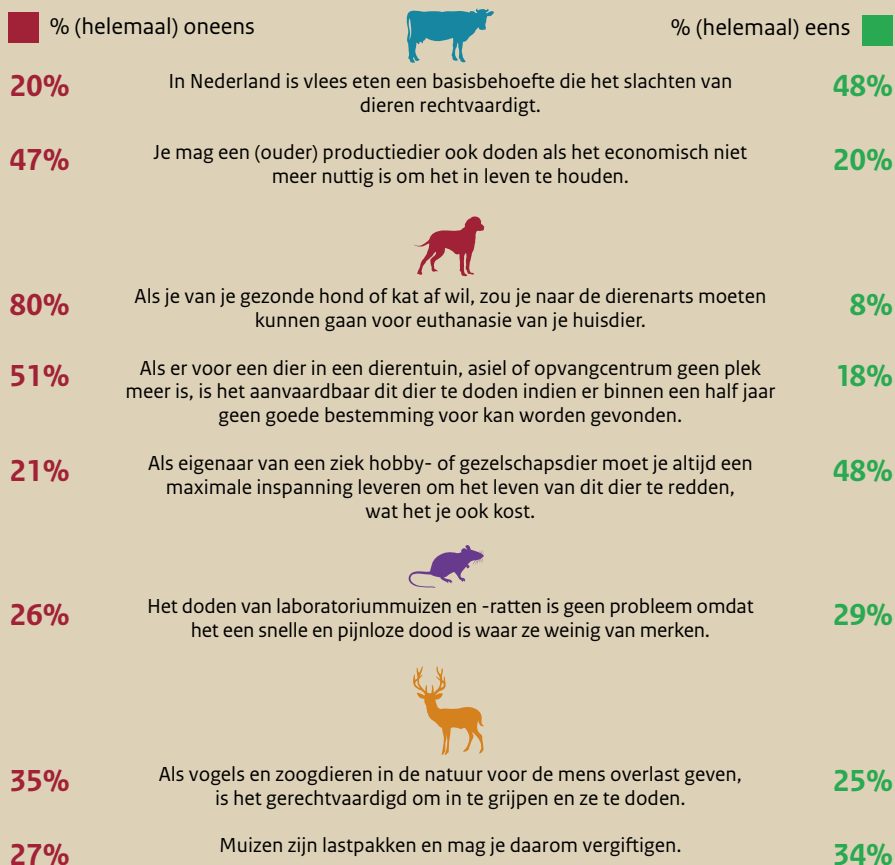 % (helemaal) oneens
% (helemaal) eens
20%
In Nederland is vlees eten een basisbehoefte die het slachten van
dieren rechtvaardigt.
48%
47%
Je mag een (ouder) productiedier ook doden als het economisch niet
meer nuttig is om het in leven te houden.
20%
80%
Als je van je gezonde hond of kat af wil, zou je naar de dierenarts moeten
kunnen gaan voor euthanasie van je huisdier.
8%
51%
Als er voor een dier in een dierentuin, asiel of opvangcentrum geen plek
meer is, is het aanvaardbaar dit dier te doden indien er binnen een half jaar
geen goede bestemming voor kan worden gevonden.
18%
21%
Als eigenaar van een ziek hobby- of gezelschapsdier moet je altijd een
maximale inspanning leveren om het leven van dit dier te redden,
wat het je ook kost.
48%
26%
Het doden van laboratoriummuizen en -ratten is geen probleem omdat
het een snelle en pijnloze dood is waar ze weinig van merken.
29%
35%
Als vogels en zoogdieren in de natuur voor de mens overlast geven,
is het gerechtvaardigd om in te grijpen en ze te doden.
25%
27%
Muizen zijn lastpakken en mag je daarom vergiftigen.
34%